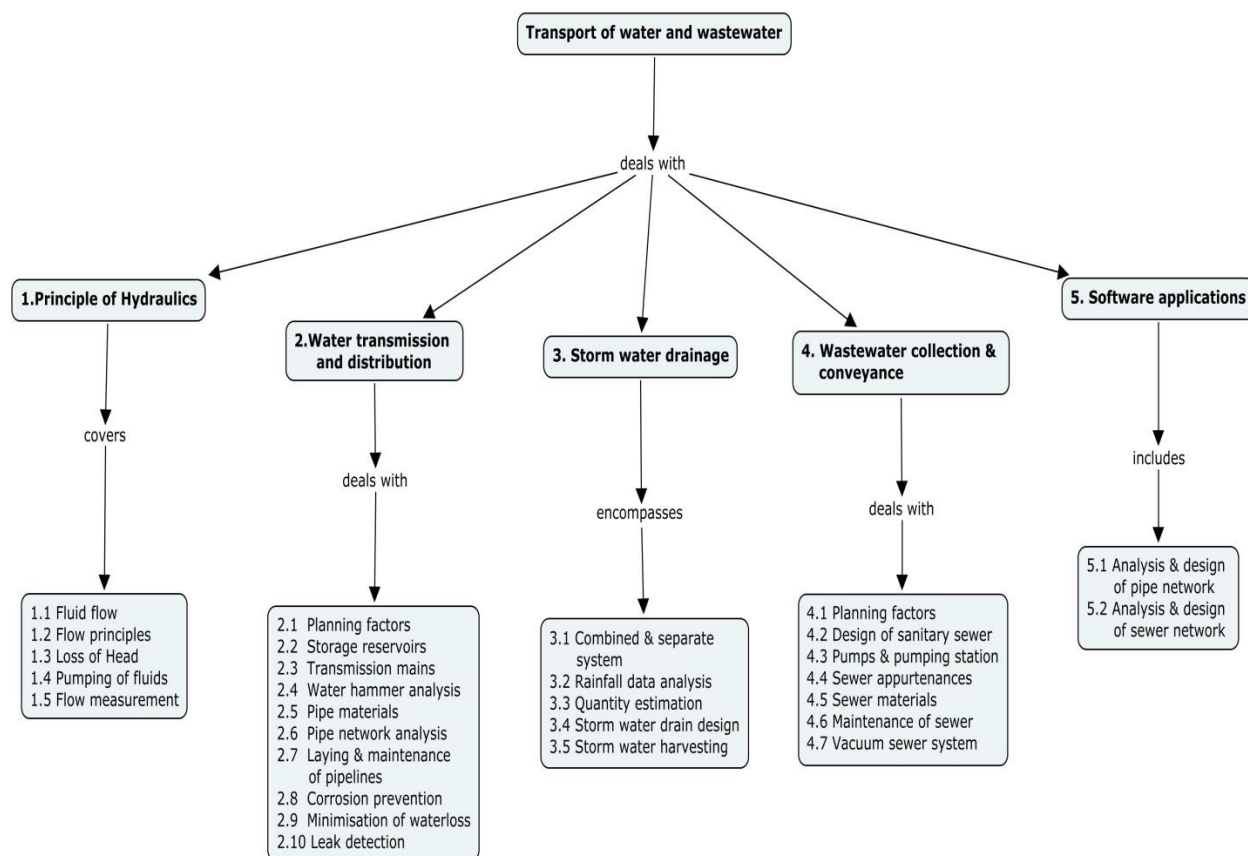 Transport of water and wastewater
deals with
1.Principle of Hydraulics
2.Water transmission
and distribution
3. Storm water drainage
4. Wastewater collection &
conveyance
5. Software applications
covers
deals with
encompasses
deals with
includes
1.1 Fluid flow
1.2 Flow principles
1.3 Loss of Head
1.4 Pumping of fluids
1.5 Flow measurement
2.1 Planning factors
2.2 Storage reservoirs
2.3 Transmission mains
2.4 Water hammer analysis
2.5 Pipe materials
2.6 Pipe network analysis
2.7 Laying & maintenance
of pipelines
2.8 Corrosion prevention
2.9 Minimisation of waterloss
2.10 Leak detection
3.1 Combined & separate
system
3.2 Rainfall data analysis
3.3 Quantity estimation
3.4 Storm water drain design
3.5 Storm water harvesting
4.1 Planning factors
4.2 Design of sanitary sewer
4.3 Pumps & pumping station
4.4 Sewer appurtenances
4.5 Sewer materials
4.6 Maintenance of sewer
4.7 Vacuum sewer system
5.1 Analysis & design
of pipe network
5.2 Analysis & design
of sewer network